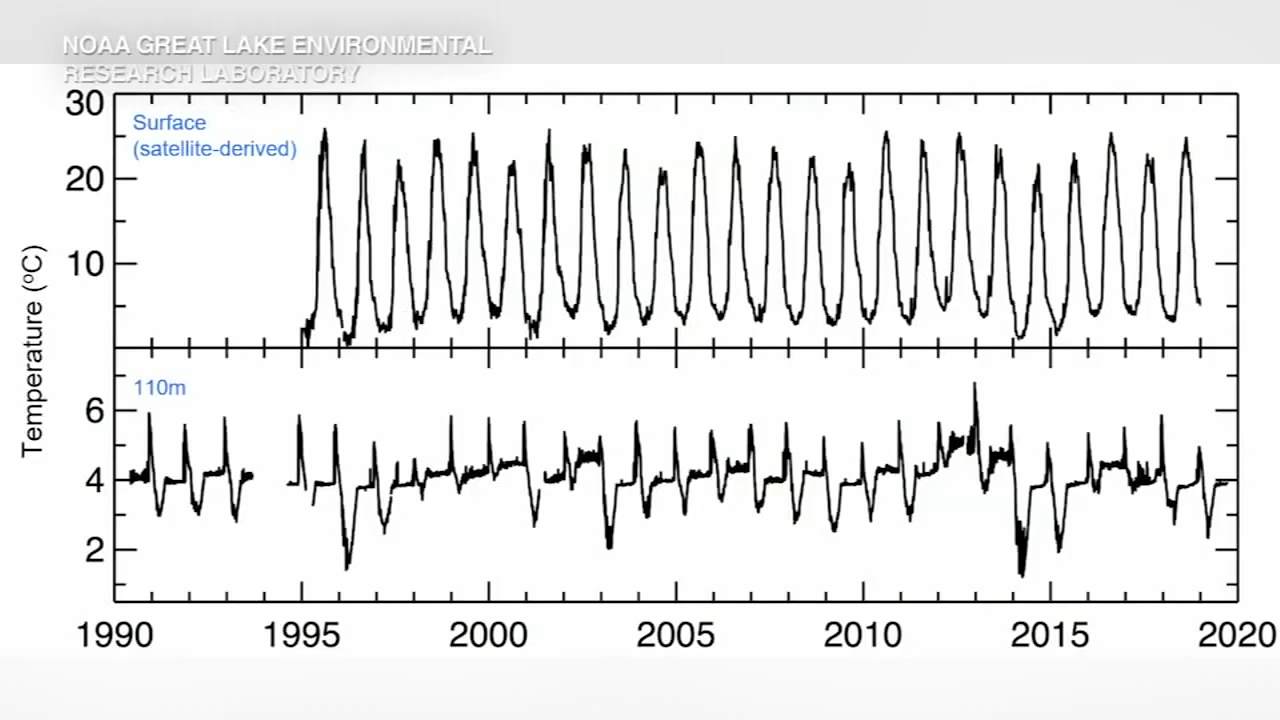 NOAA GREAT LAKE ENVIRONMENTAL
RESEARCH LABORATORY
30
Surface
(satellite-derived)
20
10
Temperature (°C)
110m
6
4
2
1990 1995 2000 2005 2010 2015 2020